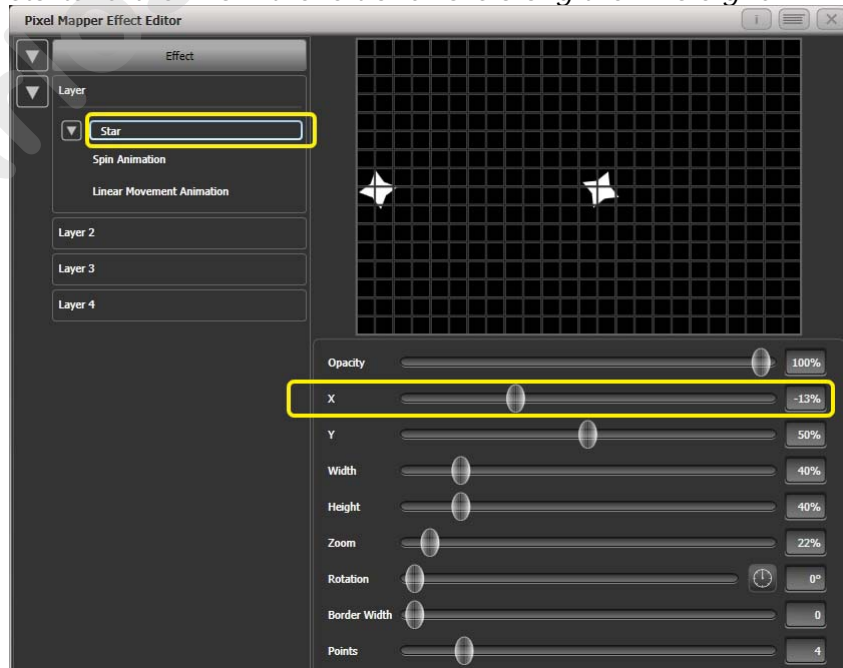 Pixel Mapper Effect Editor
i
Effect
Layer
Star
Spin Animation
Linear Movement Animation
Layer 2
Layer 3
Layer 4
Opacity 100%
X -13%
Y 50%
Width 40%
Height 40%
Zoom 22%
Rotation 0°
Border Width 0
Points 4